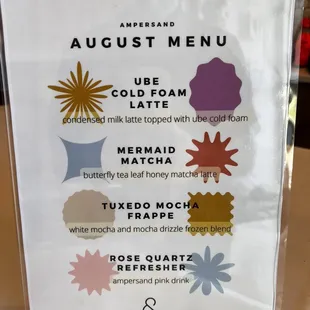 AMPERSAND
AUGUST MENU
UBE
COLD FOAM
LATTE
condensed milk latte topped with ube cold foam
MERMAID
MATCHA
butterfly tea leaf honey matcha latte
TUXEDO MOCHA
FRAPPE
white mocha and mocha drizzle frozen blend
ROSE QUARTZ
REFRESHER
ampersand pink drink
&